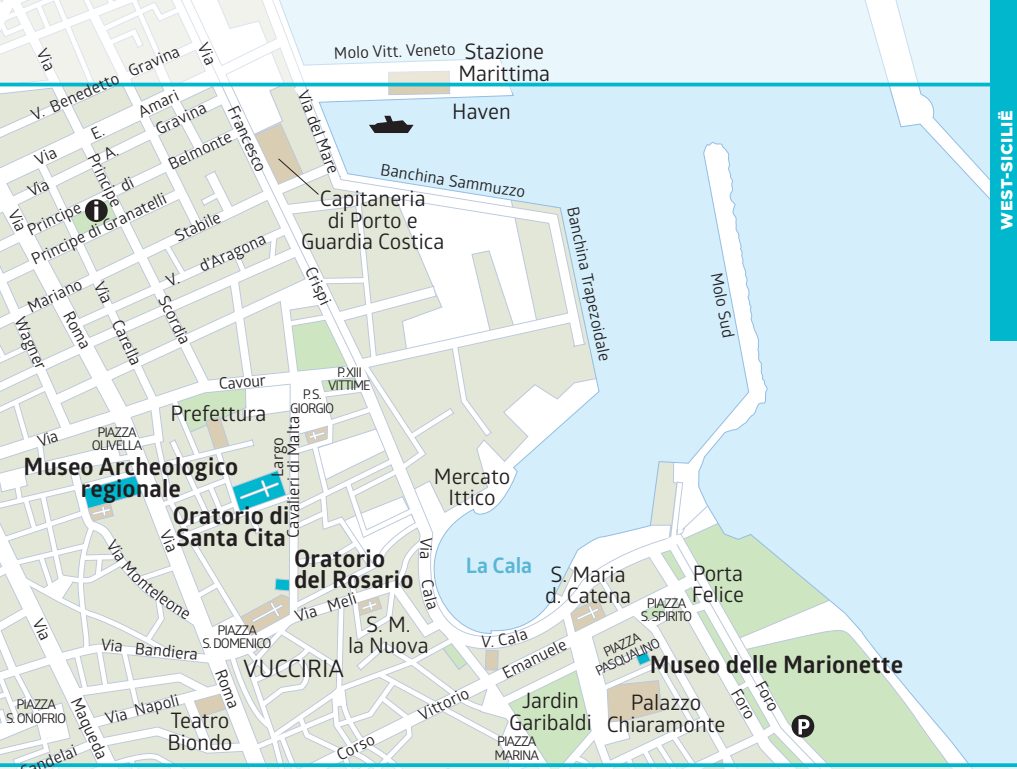 Molo Vitt. Veneto
Stazione
Marittima
Haven
WEST-SICILIË
Via
V. Benedetto Gravina
Via
Via E. Amari
Via A. Gravina
Principe di Belmonte
Principe di Granatelli
Via
Principe
Francesco
Via del Mare
Banchina Sammuzzo
Capitaneria
di Porto e
Guardia Costica
Banchina Trapezoidale
Molo Sud
i
Stabile
Mariano
V. d'Aragona
Crispi
Wagner
Via
Roma
Carella
Scordia
Via Cavour
P.XIII
VITTIME
P.S.
GIORGIO
Prefettura
PIAZZA
OLIVELLA
Largo
Cavalieri di Malta
Museo Archeologico
regionale
Oratorio di
Santa Cita
Mercato
Ittico
Oratorio
del Rosario
Via Cala
La Cala
S. Maria
d. Catena
Porta
Felice
Via
Via Monteleone
Via Meli
PIAZZA
S. DOMENICO
S. M.
la Nuova
V. Cala
PIAZZA
S. SPIRITO
PIAZZA
PASQUALINO
Museo delle Marionette
Via
Via Bandiera
VUCCIRIA
Vittorio Emanuele
Roma
PIAZZA
S. ONOFRIO
Maqueda
Via Napoli
Teatro
Biondo
Jardin
Garibaldi
Palazzo
Chiaramonte
Foro
Foro
P
Candelai
Corso
PIAZZA
MARINA